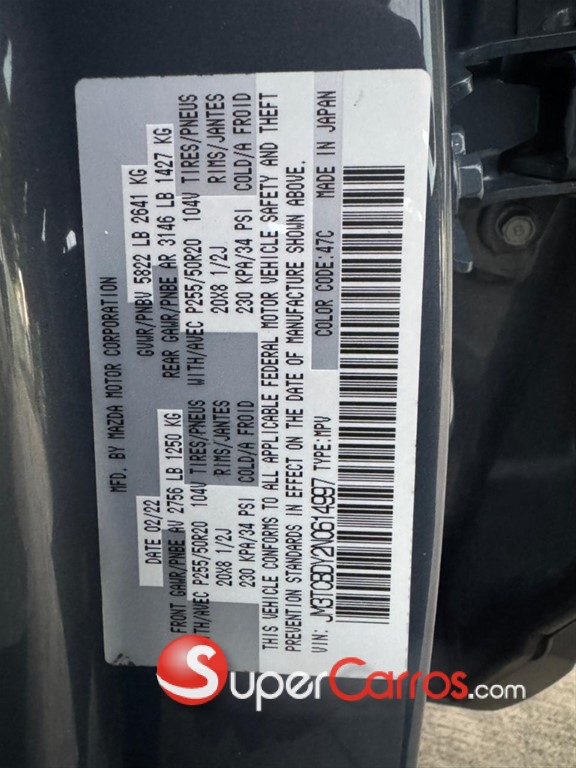 MFD. BY MAZDA MOTOR CORPORATION
DATE 02/22 GVWR/PNBV 5822 LB 2641 KG
FRONT GAWR/PNBE AV 2756 LB 1250 KG REAR GAWR/PNBE AR 3146 LB 1427 KG
TH/AVEC P255/50R20 104V TIRES/PNEUS WITH/AVEC P255/50R20 104V TIRES/PNEUS
20X8 1/2J RIMS/JANTES 20X8 1/2J RIMS/JANTES
230 KPA/34 PSI COLD/A FROID 230 KPA/34 PSI COLD/A FROID
THIS VEHICLE CONFORMS TO ALL APPLICABLE FEDERAL MOTOR VEHICLE SAFETY AND THEFT
PREVENTION STANDARDS IN EFFECT ON THE DATE OF MANUFACTURE SHOWN ABOVE.
VIN: JM3TCBDY2N0614997 TYPE:MPV COLOR CODE:47C MADE IN JAPAN
SuperCarros.com